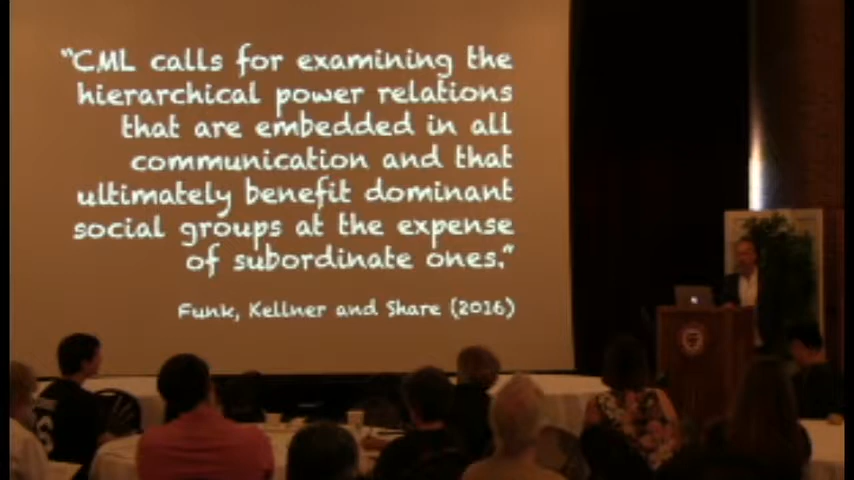 “CML calls for examining the
hierarchical power relations
that are embedded in all
communication and that
ultimately benefit dominant
social groups at the expense
of subordinate ones.”
Funk, Kellner and Share (2016)